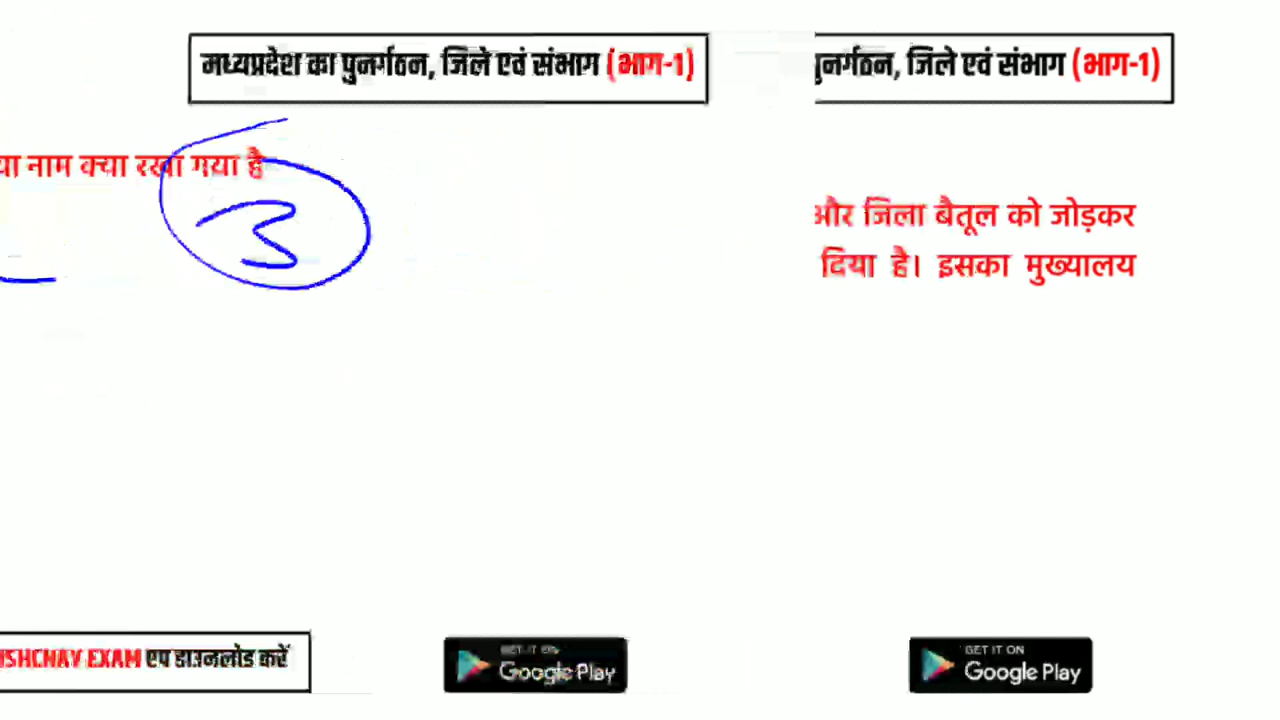 मध्यप्रदेश का पुनर्गठन, जिले एवं संभाग (भाग-1)
पुनर्गठन, जिले एवं संभाग (भाग-1)
या नाम क्या रखा गया है
3
और जिला बैतूल को जोड़कर
दिया है। इसका मुख्यालय
ISHCHAY EXAM एप डाउनलोड करें
GET IT ON
Google Play
GET IT ON
Google Play